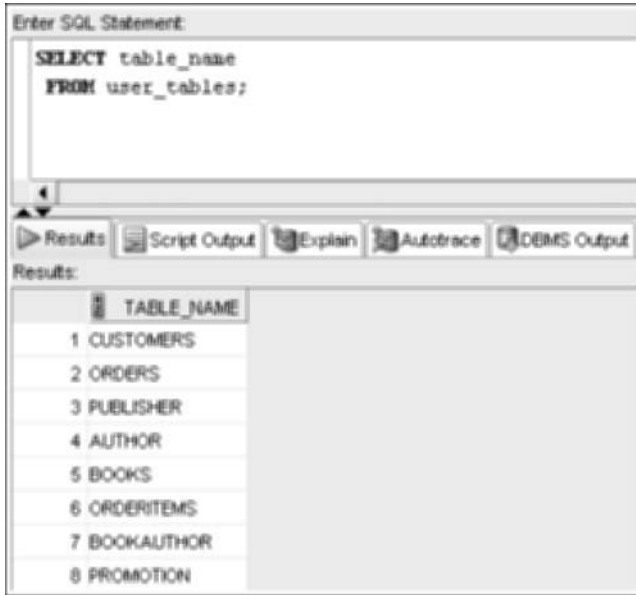 Enter SQL Statement:
SELECT table_name
FROM user_tables;
Results Script Output Explain Autotrace DBMS Output
Results:
TABLE_NAME
1 CUSTOMERS
2 ORDERS
3 PUBLISHER
4 AUTHOR
5 BOOKS
6 ORDERITEMS
7 BOOKAUTHOR
8 PROMOTION